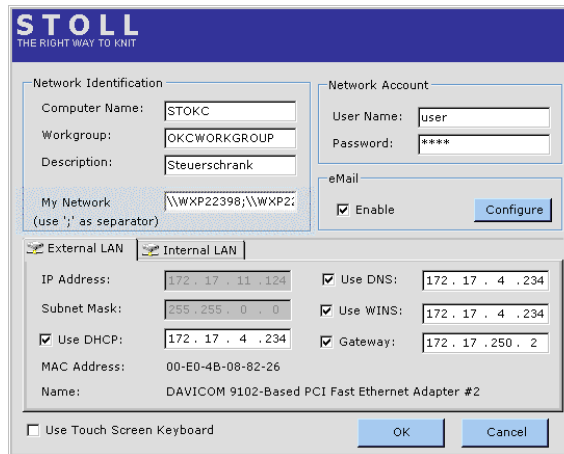 STOLL
THE RIGHT WAY TO KNIT
Network Identification
Computer Name: STOKC
Workgroup: OKCWORKGROUP
Description: Steuerschrank
My Network \\WXP22398;\\WXP22
(use ';' as separator)
Network Account
User Name: user
Password: ****
eMail
Enable Configure
External LAN Internal LAN
IP Address: 172 . 17 . 11 . 124 Use DNS: 172 . 17 . 4 . 234
Subnet Mask: 255 . 255 . 0 . 0 Use WINS: 172 . 17 . 4 . 234
Use DHCP: 172 . 17 . 4 . 234 Gateway: 172 . 17 . 250 . 2
MAC Address: 00-E0-4B-08-82-26
Name: DAVICOM 9102-Based PCI Fast Ethernet Adapter #2
Use Touch Screen Keyboard OK Cancel